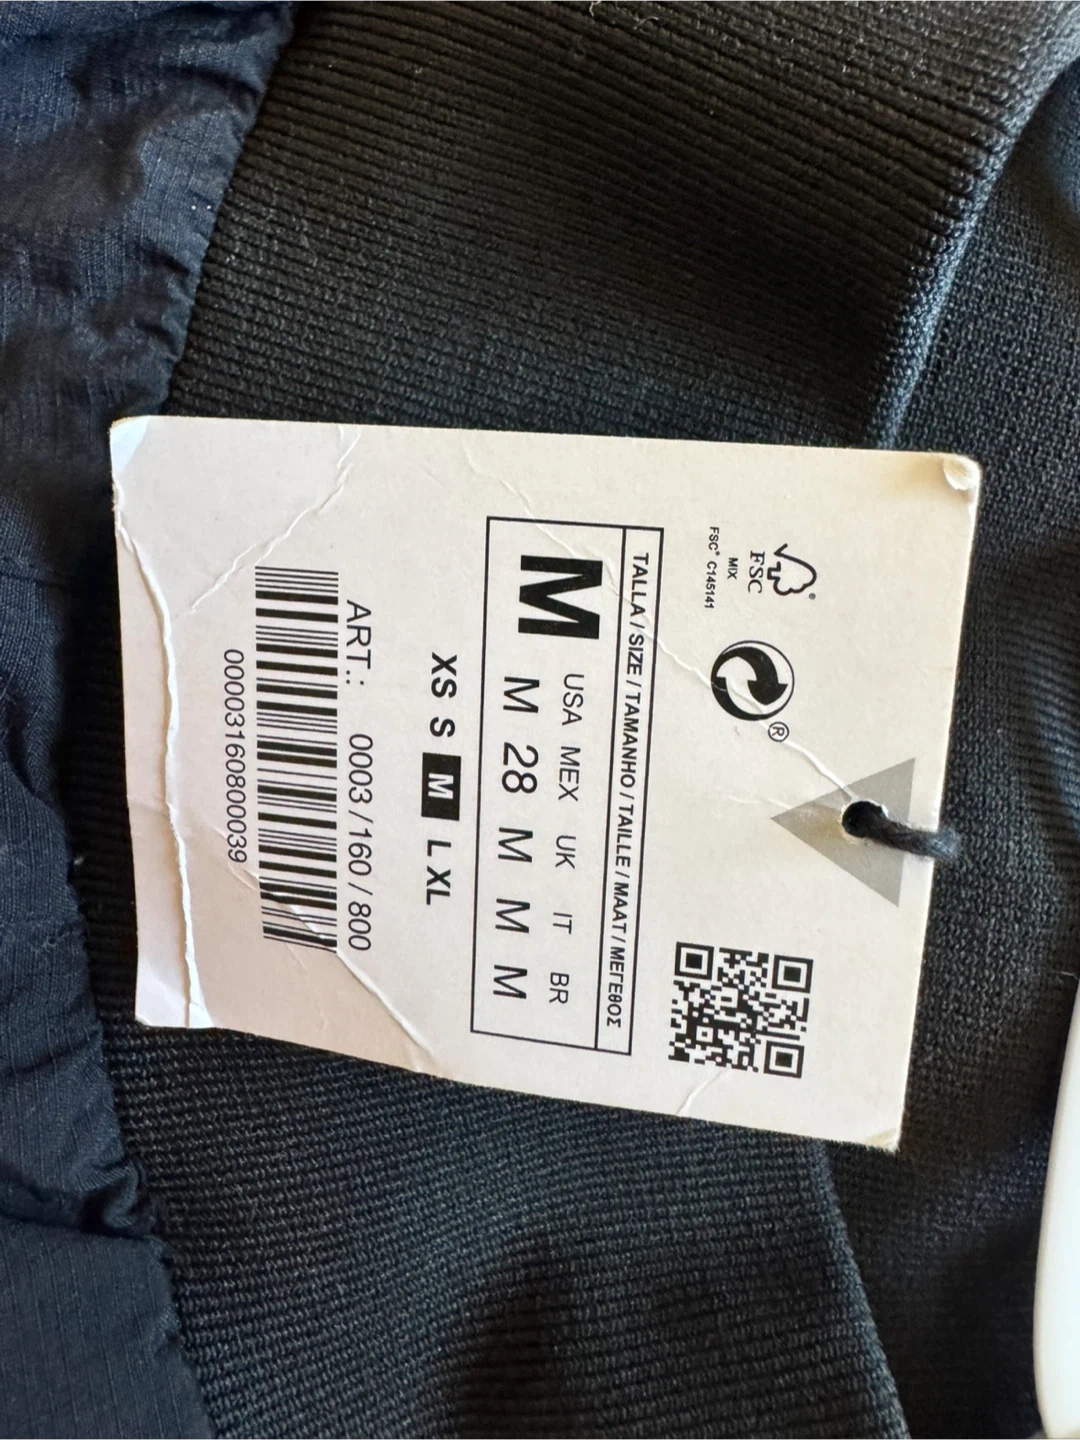 FSC
MIX
FSC® C145141
®
TALLA / SIZE / TAMANHO / TAILLE / MAAT / ΜΕΓΕΘΟΣ
M
USA MEX UK IT BR
M 28 M M M
XS S M L XL
ART.: 0003 / 160 / 800
00003160800039